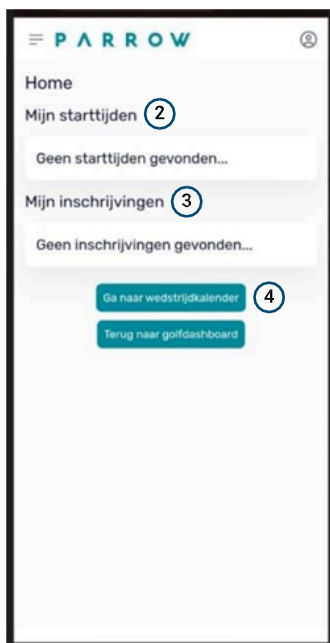 PARROW
Home
Mijn starttijden 2
Geen starttijden gevonden...
Mijn inschrijvingen 3
Geen inschrijvingen gevonden...
Ga naar wedstrijdkalender 4
Terug naar golfdashboard